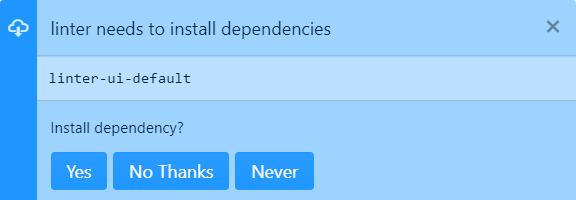 linter needs to install dependencies
linter-ui-default
Install dependency?
Yes No Thanks Never